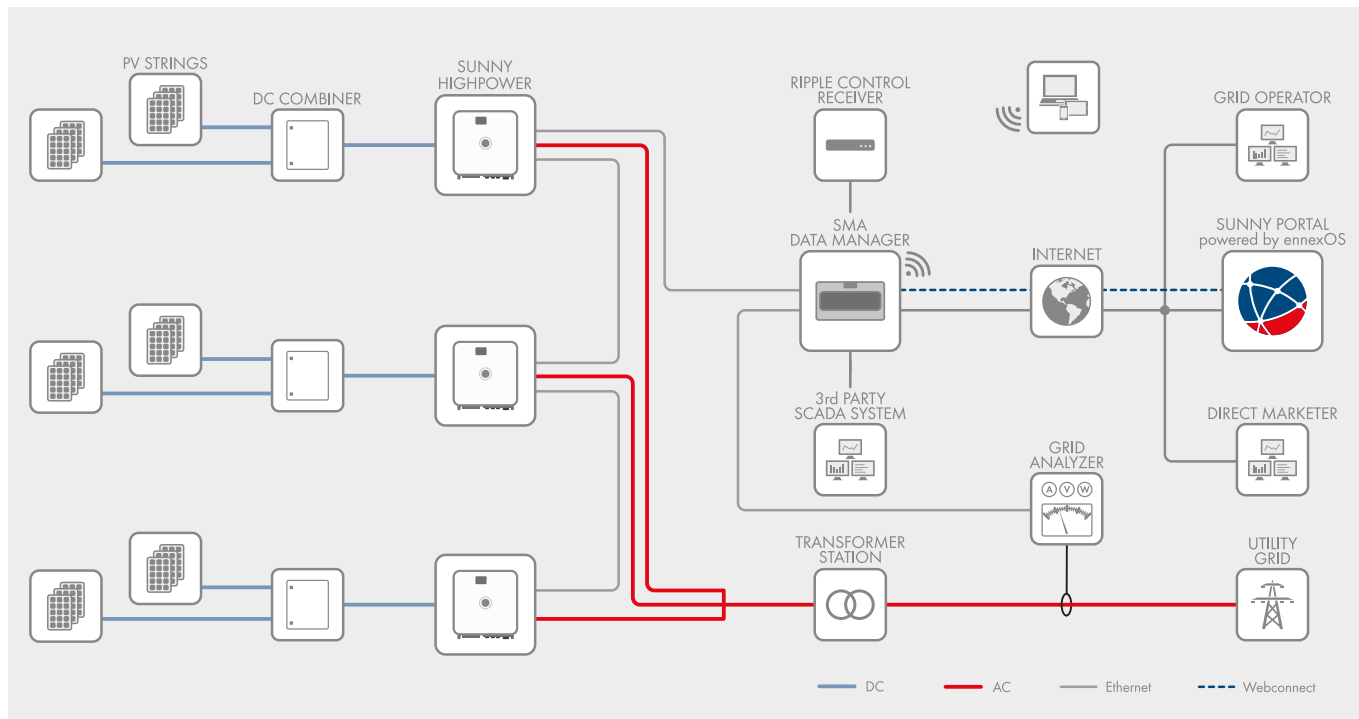 PV STRINGS
DC COMBINER
SUNNY
HIGHPOWER
RIPPLE CONTROL
RECEIVER
GRID OPERATOR
SMA
DATA MANAGER
INTERNET
SUNNY PORTAL
powered by ennexOS
3rd PARTY
SCADA SYSTEM
GRID
ANALYZER
A V W
DIRECT MARKETER
TRANSFORMER
STATION
UTILITY
GRID
DC
AC
Ethernet
Webconnect